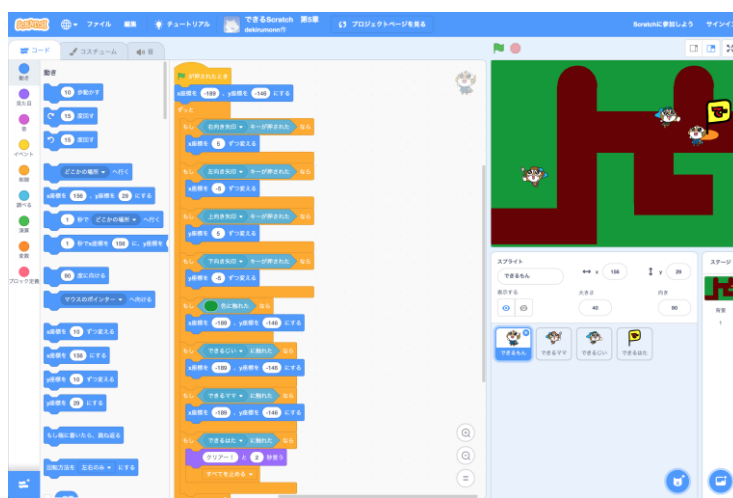 SCRATCH ファイル 編集 チュートリアル できるScratch 第5章 プロジェクトページを見る Scratchに参加しよう サインイン
dekirumonn
コード コスチューム 音
動き
見た目
音
イベント
制御
調べる
演算
変数
ブロック定義
動き
10 歩動かす
15 度回す
15 度回す
どこかの場所 へ行く
x座標を 156 、y座標を 29 にする
1 秒で どこかの場所 へ行く
1 秒でx座標を 156 に、y座標を
90 度に向ける
マウスのポインター へ向ける
x座標を 10 ずつ変える
x座標を 156 にする
y座標を 10 ずつ変える
y座標を 29 にする
もし端に着いたら、跳ね返る
回転方法を 左右のみ にする
が押されたとき
x座標を -189 、y座標を -146 にする
ずっと
もし 右向き矢印 キーが押された なら
x座標を 5 ずつ変える
もし 左向き矢印 キーが押された なら
x座標を -5 ずつ変える
もし 上向き矢印 キーが押された なら
y座標を 5 ずつ変える
もし 下向き矢印 キーが押された なら
y座標を -5 ずつ変える
もし 色に触れた なら
x座標を -189 、y座標を -146 にする
もし できるじい に触れた なら
x座標を -189 、y座標を -146 にする
もし できるママ に触れた なら
x座標を -189 、y座標を -146 にする
もし できるはた に触れた なら
クリアー！ と 2 秒言う
すべてを止める
スプライト
できるもん x 156 y 29
表示する 大きさ 向き
40 90
できるもん できるママ できるじい できるはた
ステージ
背景
1